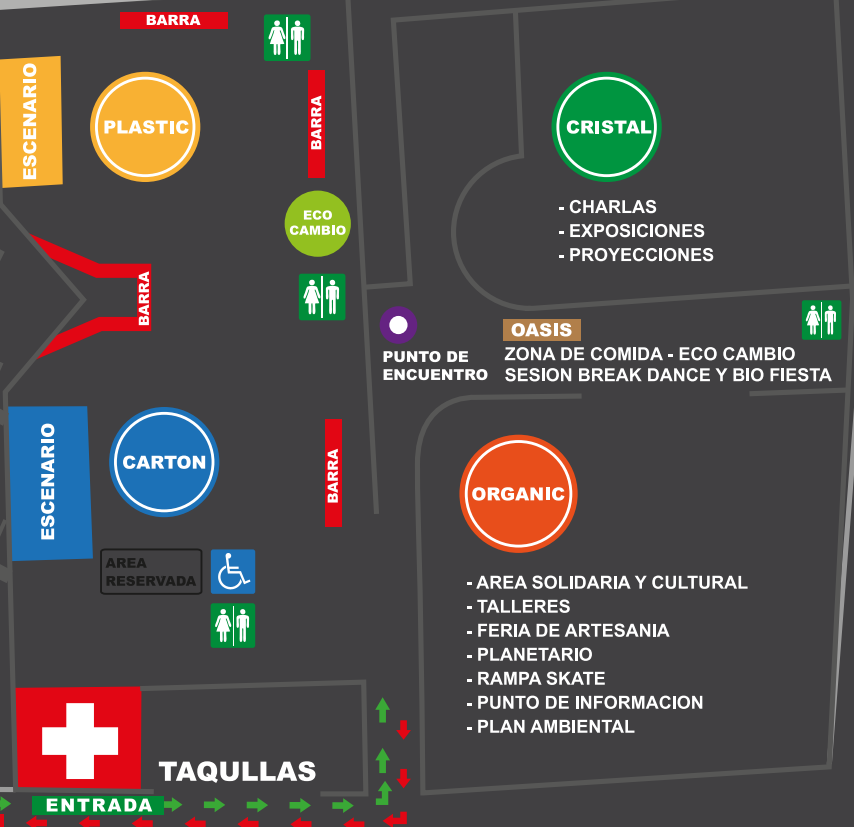 BARRA
ESCENARIO
PLASTIC
BARRA
CRISTAL
- CHARLAS
- EXPOSICIONES
- PROYECCIONES
ECO
CAMBIO
BARRA
PUNTO DE
ENCUENTRO
OASIS
ZONA DE COMIDA - ECO CAMBIO
SESION BREAK DANCE Y BIO FIESTA
ESCENARIO
CARTON
BARRA
ORGANIC
AREA
RESERVADA
- AREA SOLIDARIA Y CULTURAL
- TALLERES
- FERIA DE ARTESANIA
- PLANETARIO
- RAMPA SKATE
- PUNTO DE INFORMACION
- PLAN AMBIENTAL
TAQULLAS
ENTRADA